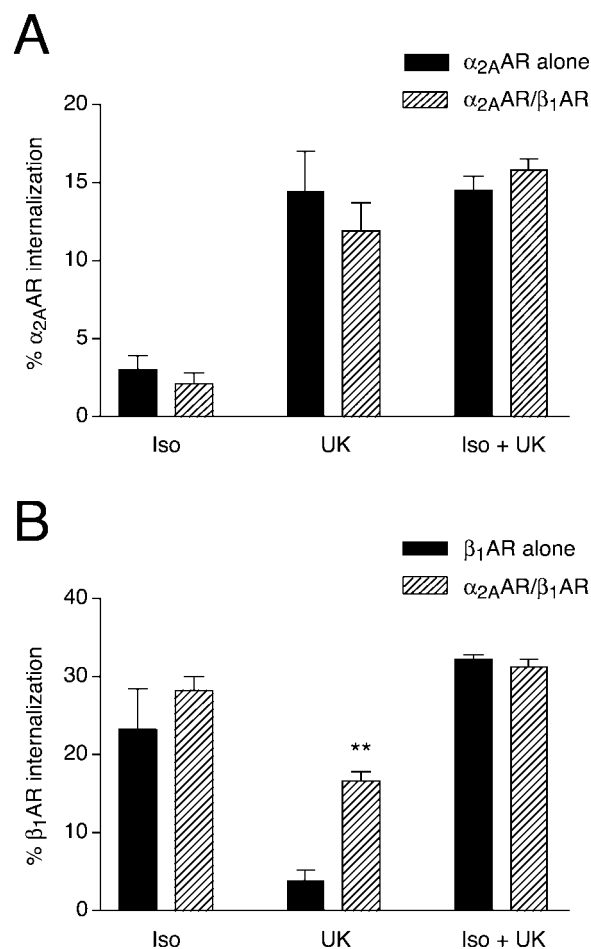 A
α2AAR alone
α2AAR/β1AR
% α2AAR internalization
20
15
10
5
0
Iso UK Iso + UK
B
β1AR alone
α2AAR/β1AR
% β1AR internalization
40
30
20
10
0
**
Iso UK Iso + UK